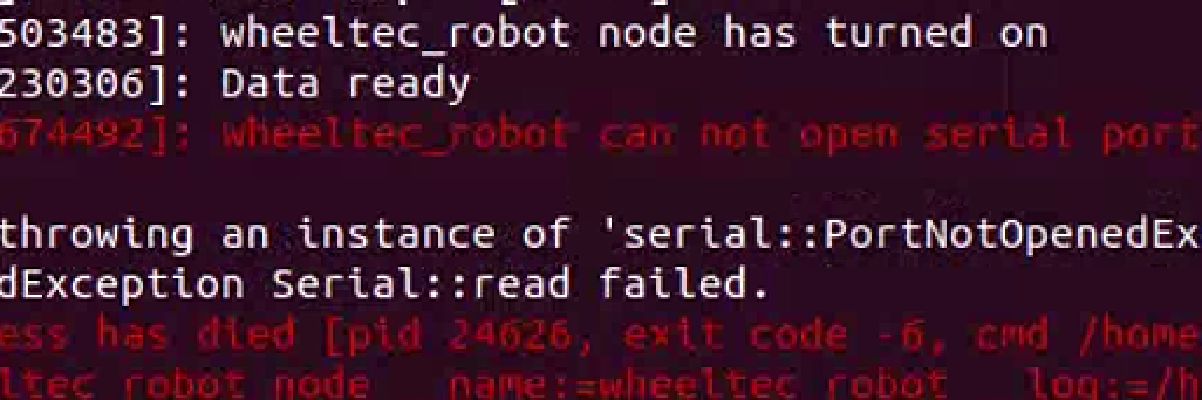 503483]: wheeltec_robot node has turned on
230306]: Data ready
674492]: wheeltec_robot can not open serial port
throwing an instance of 'serial::PortNotOpenedEx
dException Serial::read failed.
ess has died [pid 24626, exit code -6, cmd /home
ltec_robot_node __name:=wheeltec_robot __log:=/h